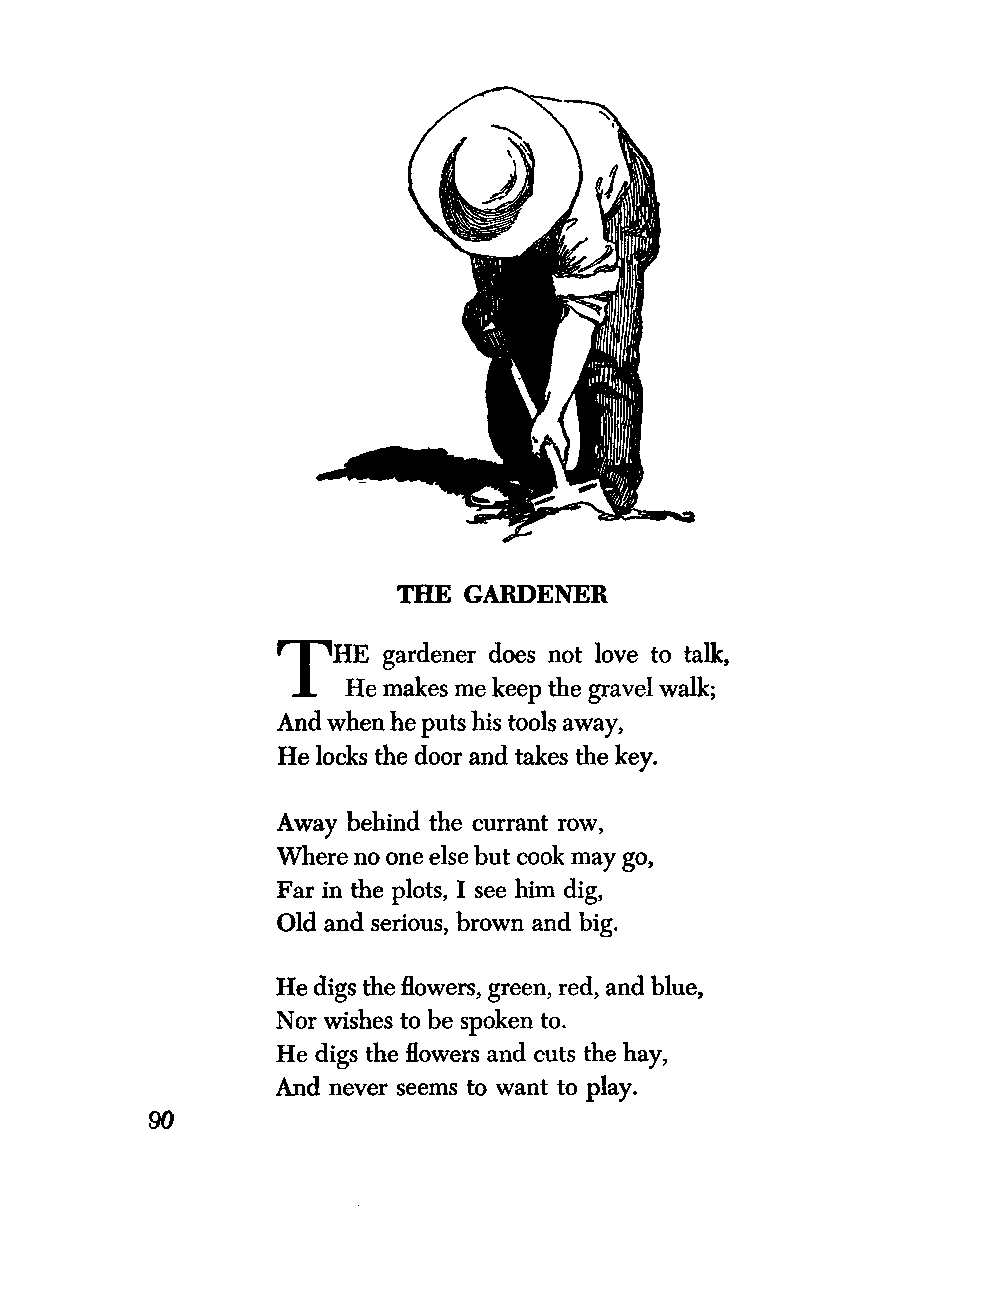 THE GARDENER
THE gardener does not love to talk,
He makes me keep the gravel walk;
And when he puts his tools away,
He locks the door and takes the key.
Away behind the currant row,
Where no one else but cook may go,
Far in the plots, I see him dig,
Old and serious, brown and big.
He digs the flowers, green, red, and blue,
Nor wishes to be spoken to.
He digs the flowers and cuts the hay,
And never seems to want to play.
90